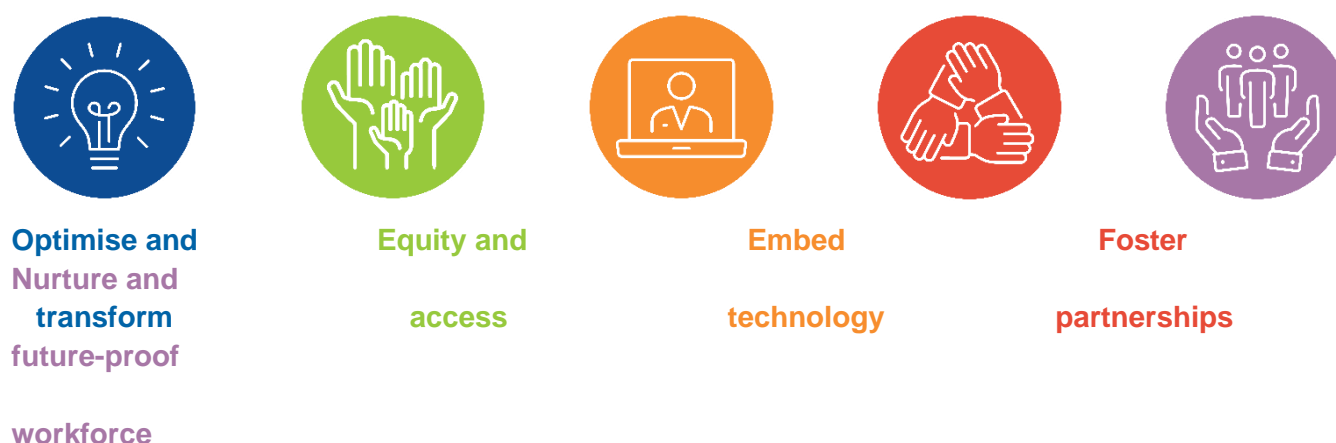 Optimise and Equity and Embed Foster
Nurture and
transform access technology partnerships
future-proof
workforce